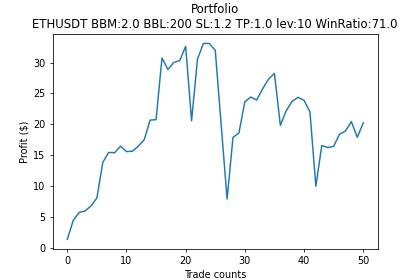 Portfolio
ETHUSDT BBM:2.0 BBL:200 SL:1.2 TP:1.0 lev:10 WinRatio:71.0
Profit ($)
30
25
20
15
10
5
0
0 10 20 30 40 50
Trade counts